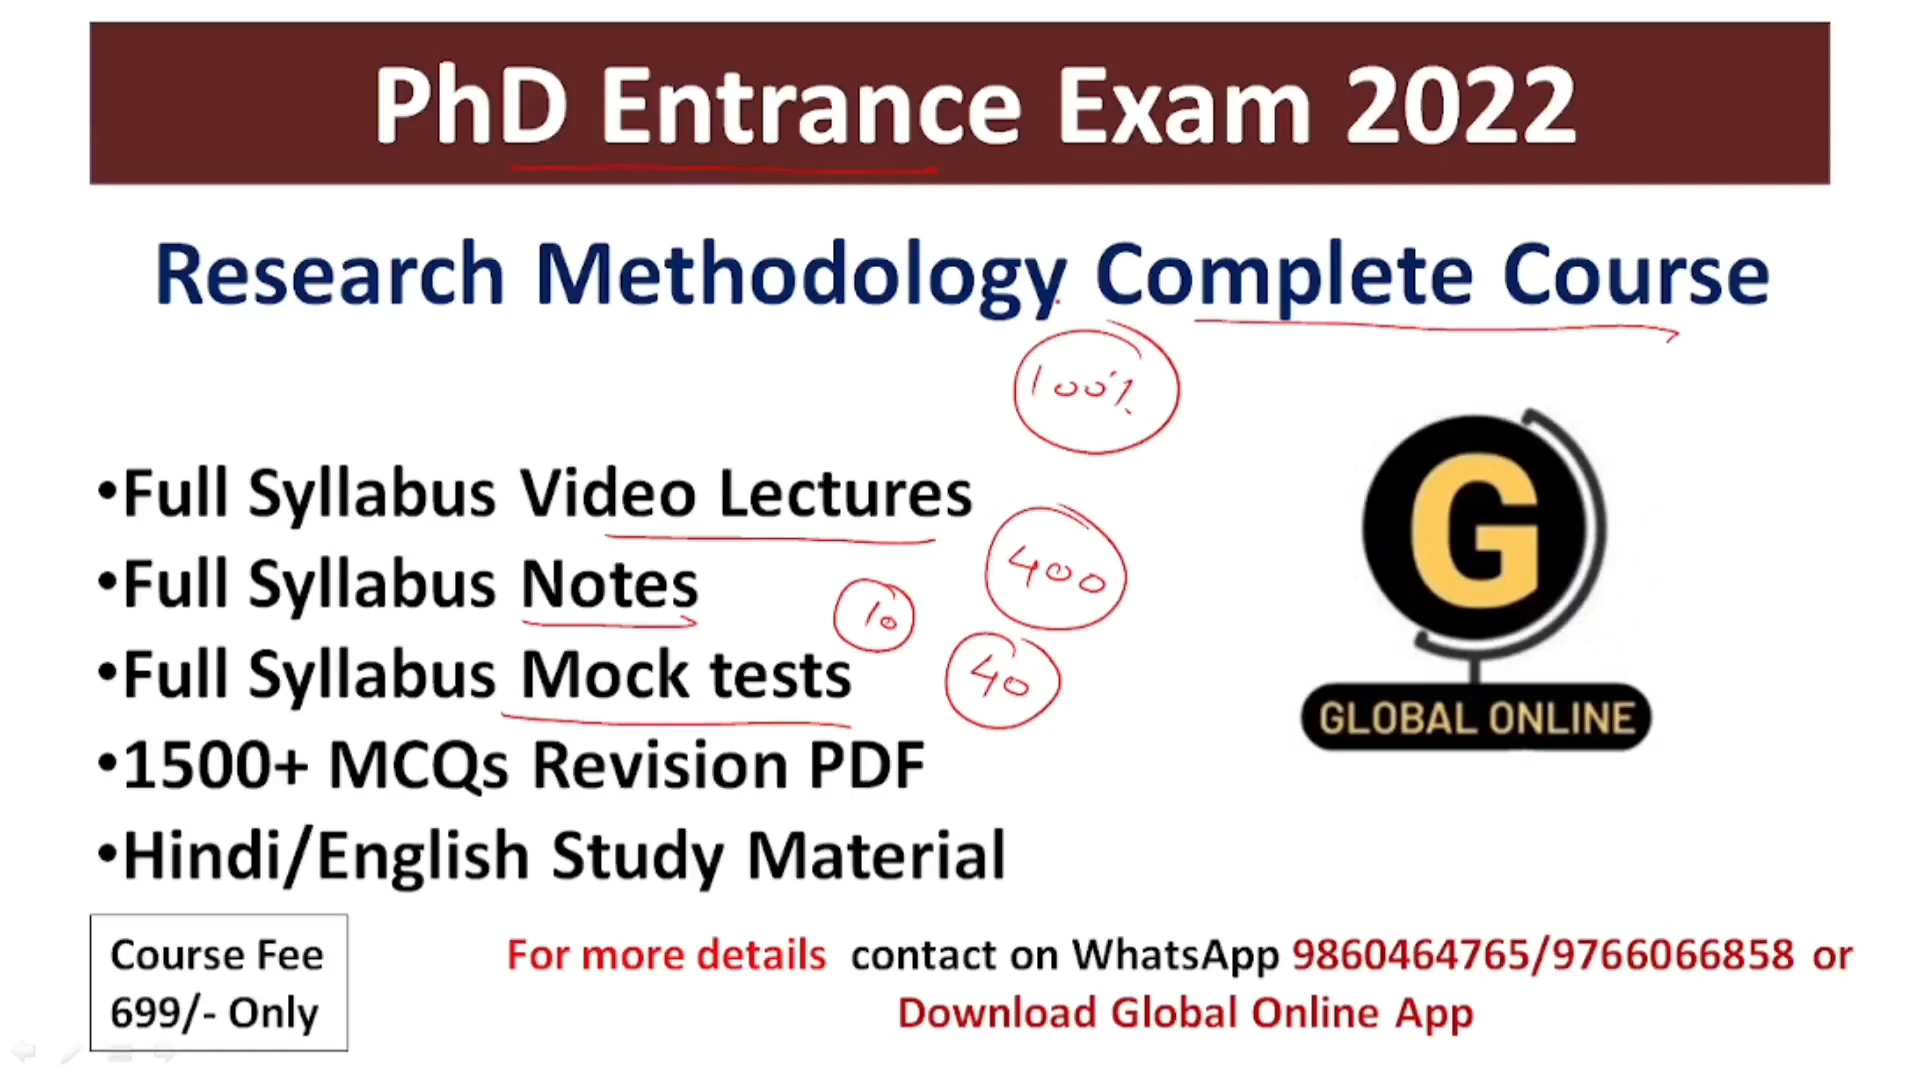 PhD Entrance Exam 2022
Research Methodology Complete Course
100%
•Full Syllabus Video Lectures
400
•Full Syllabus Notes
10
•Full Syllabus Mock tests
40
•1500+ MCQs Revision PDF
•Hindi/English Study Material
G
GLOBAL ONLINE
Course Fee
699/- Only
For more details contact on WhatsApp 9860464765/9766066858 or
Download Global Online App